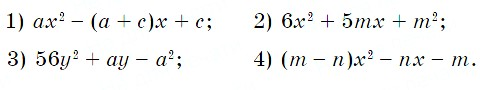 1) ax² − (a + c)x + c; 2) 6x² + 5mx + m²;
3) 56y² + ay − a²; 4) (m − n)x² − nx − m.